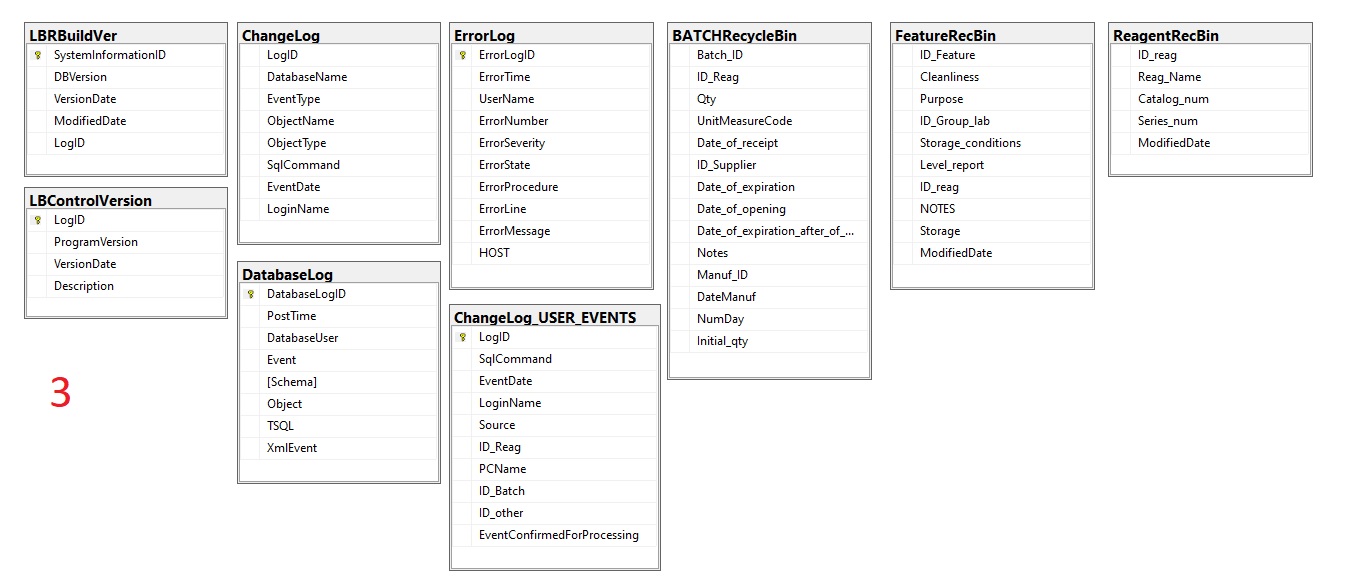 LBRBuildVer
SystemInformationID
DBVersion
VersionDate
ModifiedDate
LogID
LBControlVersion
LogID
ProgramVersion
VersionDate
Description
3
ChangeLog
LogID
DatabaseName
EventType
ObjectName
ObjectType
SqlCommand
EventDate
LoginName
DatabaseLog
DatabaseLogID
PostTime
DatabaseUser
Event
[Schema]
Object
TSQL
XmlEvent
ErrorLog
ErrorLogID
ErrorTime
UserName
ErrorNumber
ErrorSeverity
ErrorState
ErrorProcedure
ErrorLine
ErrorMessage
HOST
ChangeLog_USER_EVENTS
LogID
SqlCommand
EventDate
LoginName
Source
ID_Reag
PCName
ID_Batch
ID_other
EventConfirmedForProcessing
BATCHRecycleBin
Batch_ID
ID_Reag
Qty
UnitMeasureCode
Date_of_receipt
ID_Supplier
Date_of_expiration
Date_of_opening
Date_of_expiration_after_of_...
Notes
Manuf_ID
DateManuf
NumDay
Initial_qty
FeatureRecBin
ID_Feature
Cleanliness
Purpose
ID_Group_lab
Storage_conditions
Level_report
ID_reag
NOTES
Storage
ModifiedDate
ReagentRecBin
ID_reag
Reag_Name
Catalog_num
Series_num
ModifiedDate